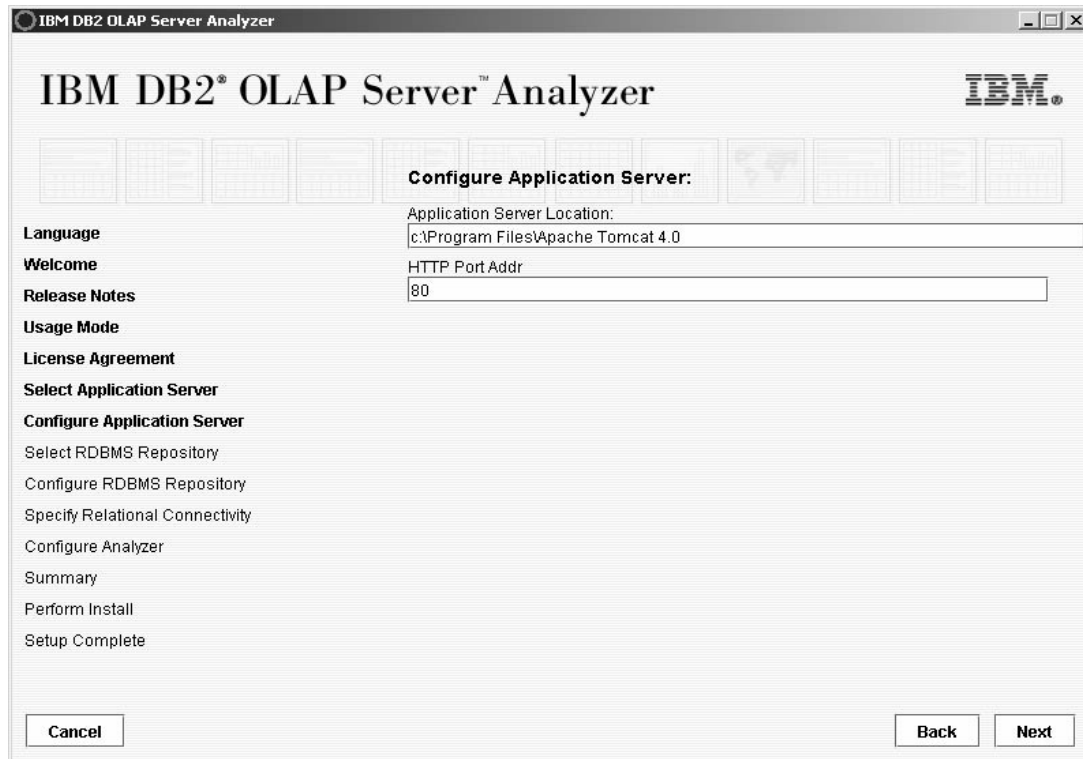 IBM DB2 OLAP Server Analyzer
IBM DB2® OLAP Server™ Analyzer
IBM®
Configure Application Server:
Application Server Location:
c:\Program Files\Apache Tomcat 4.0
HTTP Port Addr
80
Language
Welcome
Release Notes
Usage Mode
License Agreement
Select Application Server
Configure Application Server
Select RDBMS Repository
Configure RDBMS Repository
Specify Relational Connectivity
Configure Analyzer
Summary
Perform Install
Setup Complete
Cancel
Back
Next